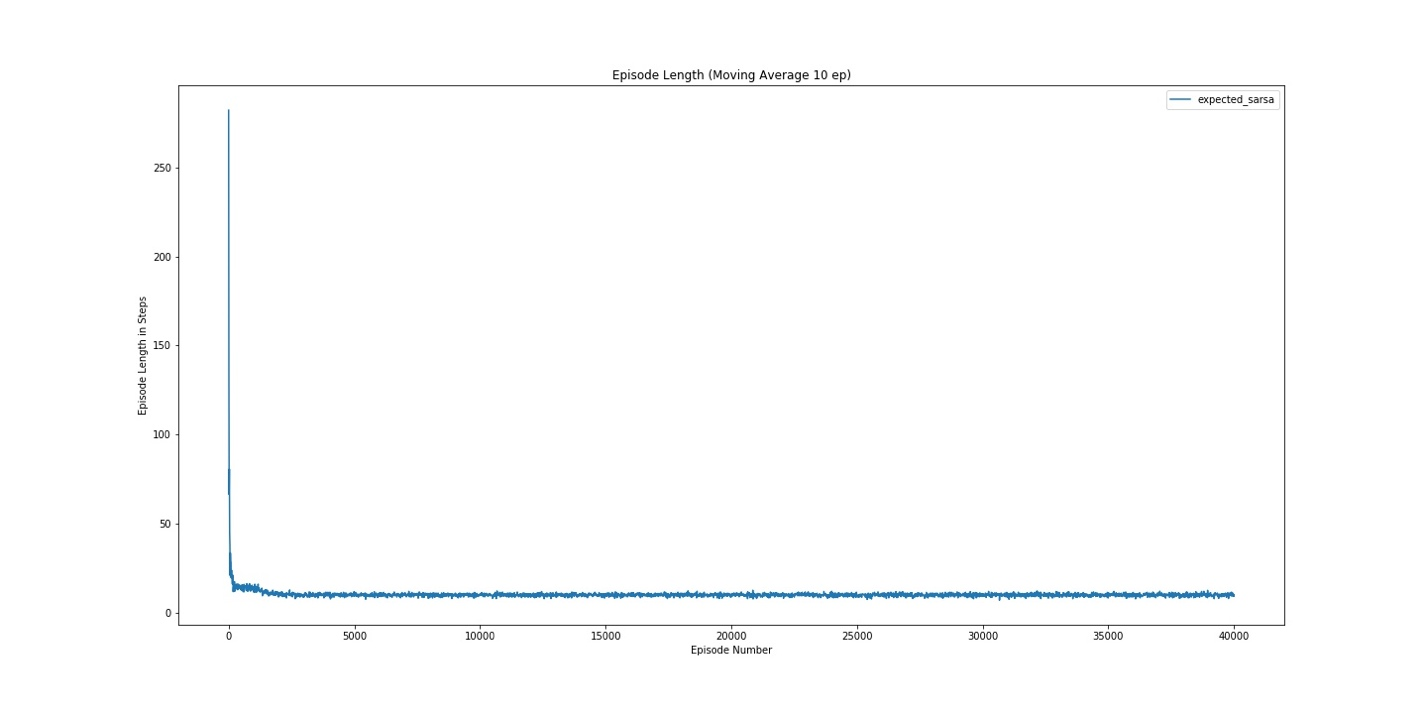 Episode Length (Moving Average 10 ep)
expected_sarsa
Episode Length in Steps
250
200
150
100
50
0
0 5000 10000 15000 20000 25000 30000 35000 40000
Episode Number